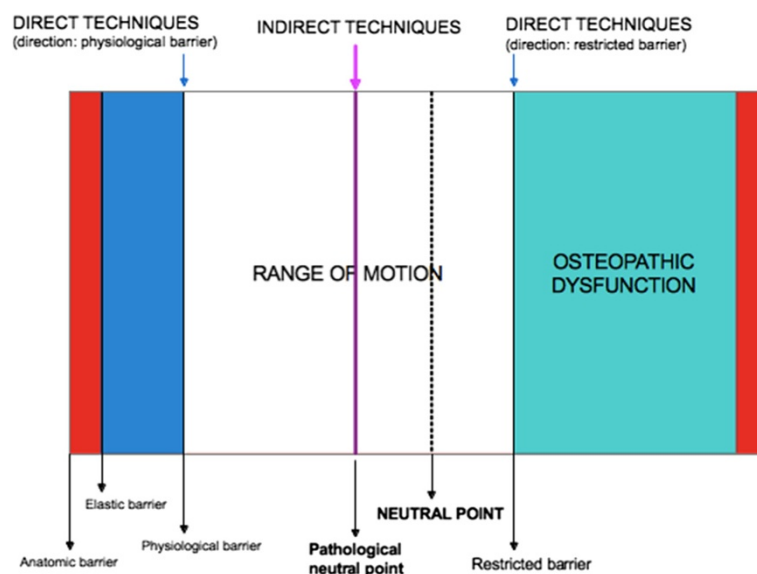 DIRECT TECHNIQUES
(direction: physiological barrier)
INDIRECT TECHNIQUES
DIRECT TECHNIQUES
(direction: restricted barrier)
RANGE OF MOTION
OSTEOPATHIC
DYSFUNCTION
Elastic barrier
NEUTRAL POINT
Anatomic barrier
Physiological barrier
Pathological
neutral point
Restricted barrier